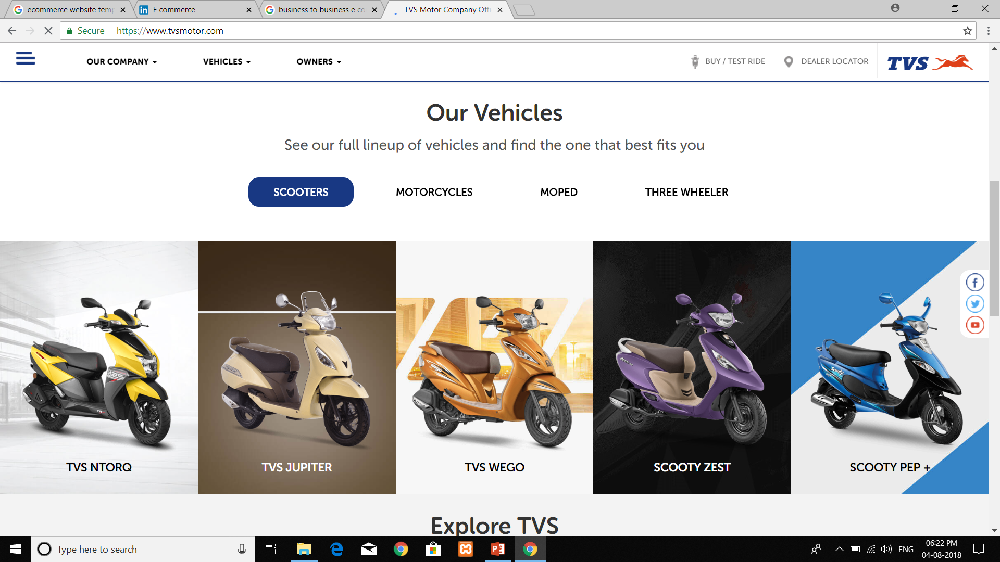 ecommerce website temp
E commerce
business to business e co
TVS Motor Company Offi
Secure
https://www.tvsmotor.com
OUR COMPANY
VEHICLES
OWNERS
BUY / TEST RIDE
DEALER LOCATOR
TVS
Our Vehicles
See our full lineup of vehicles and find the one that best fits you
SCOOTERS
MOTORCYCLES
MOPED
THREE WHEELER
TVS NTORQ
TVS JUPITER
TVS WEGO
SCOOTY ZEST
SCOOTY PEP +
Explore TVS
Type here to search
ENG
06:22 PM
04-08-2018